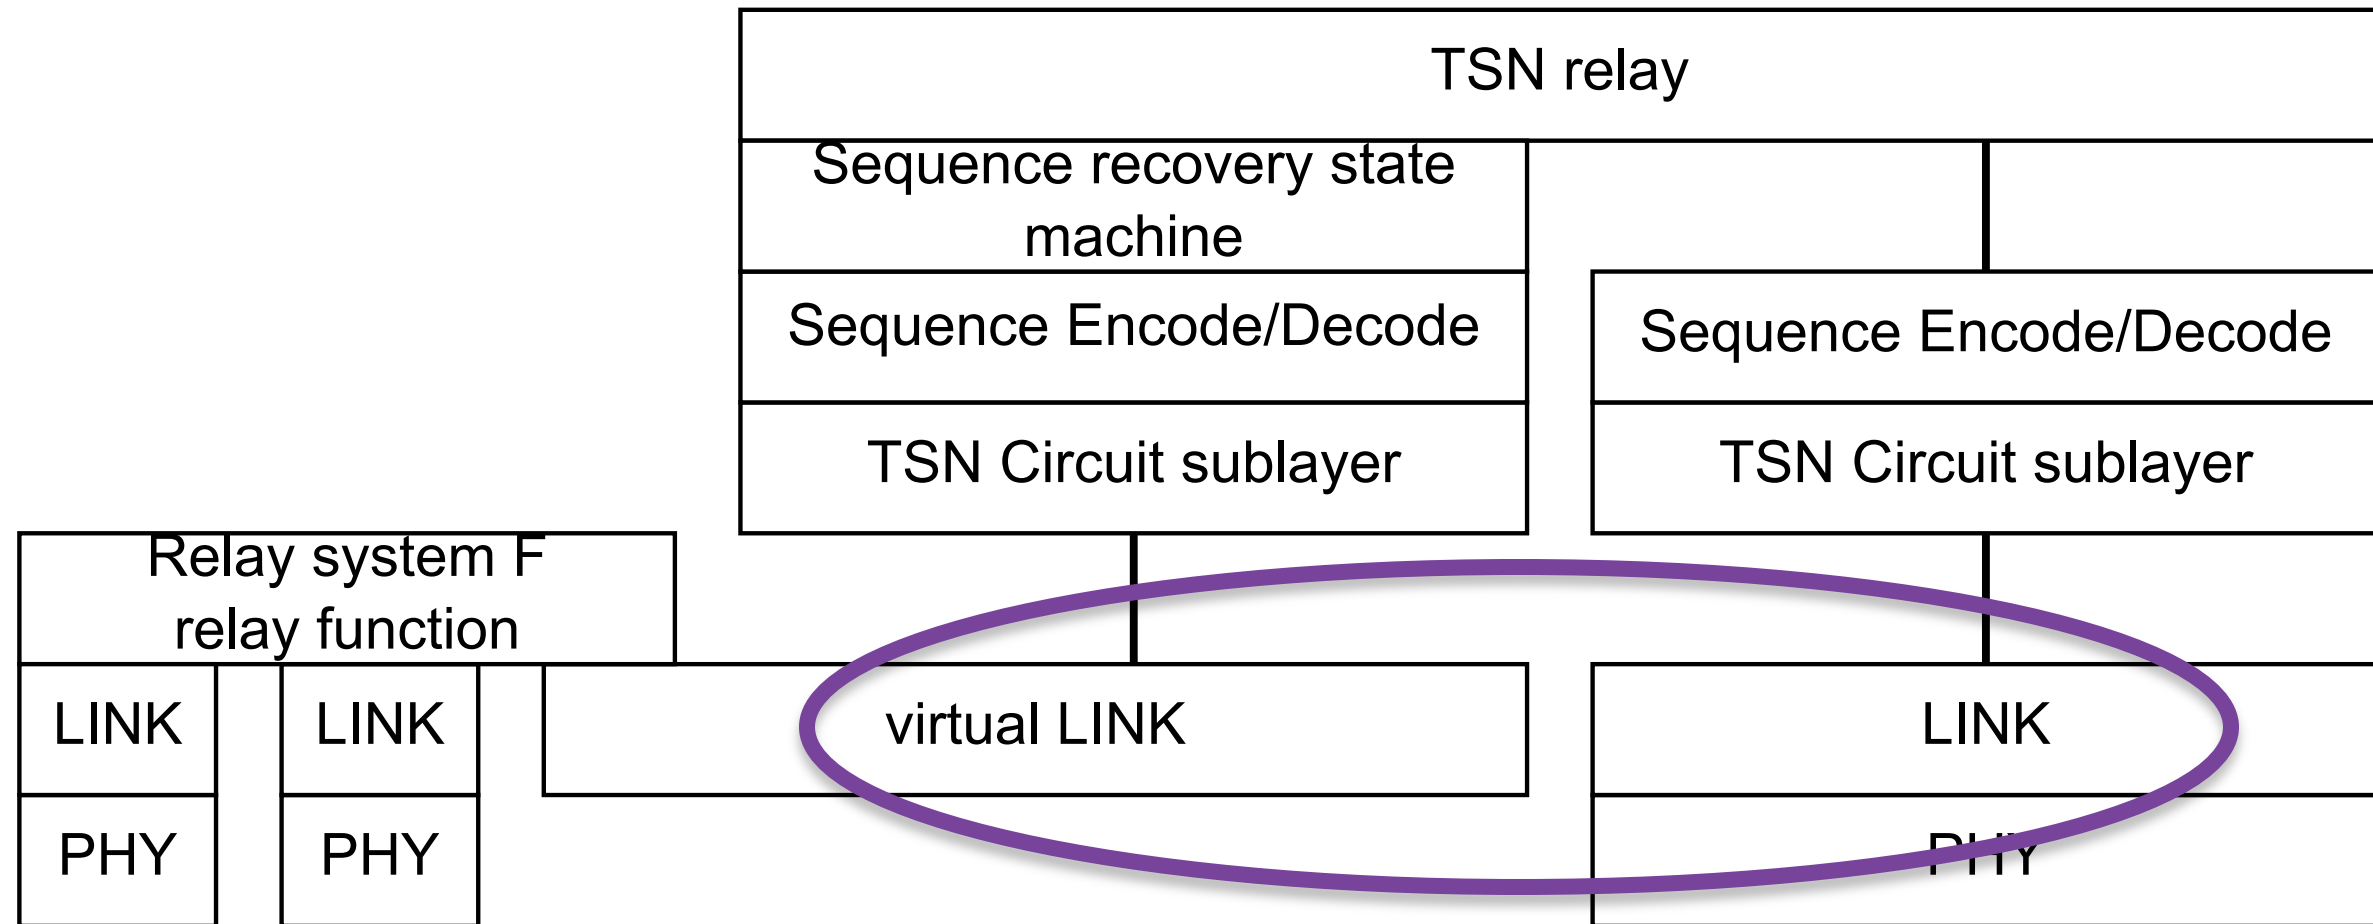 TSN relay
Sequence recovery state
machine
Sequence Encode/Decode
Sequence Encode/Decode
TSN Circuit sublayer
TSN Circuit sublayer
Relay system F
relay function
LINK
LINK
virtual LINK
LINK
PHY
PHY
PHY